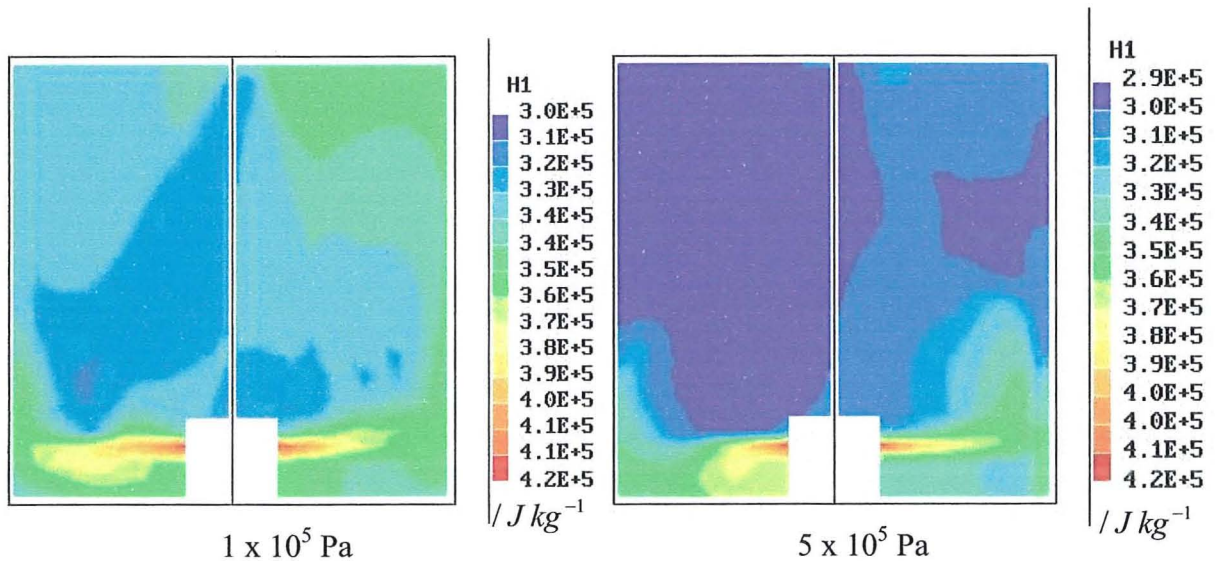 H1
3.0E+5
3.1E+5
3.2E+5
3.3E+5
3.4E+5
3.4E+5
3.5E+5
3.6E+5
3.7E+5
3.8E+5
3.9E+5
4.0E+5
4.1E+5
4.1E+5
4.2E+5
/ J kg⁻¹
1 x 10⁵ Pa
H1
2.9E+5
3.0E+5
3.1E+5
3.2E+5
3.3E+5
3.4E+5
3.5E+5
3.6E+5
3.7E+5
3.8E+5
3.9E+5
4.0E+5
4.0E+5
4.1E+5
4.2E+5
/ J kg⁻¹
5 x 10⁵ Pa